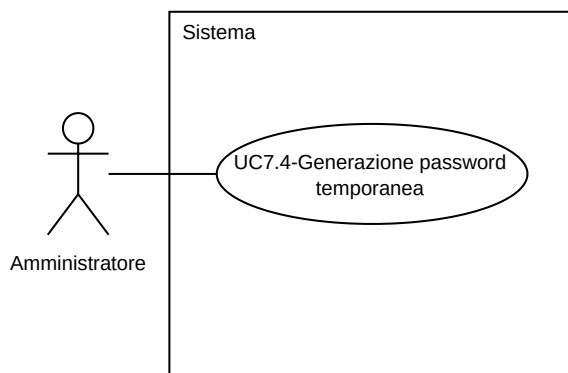 Sistema
UC7.4-Generazione password
temporanea
Amministratore